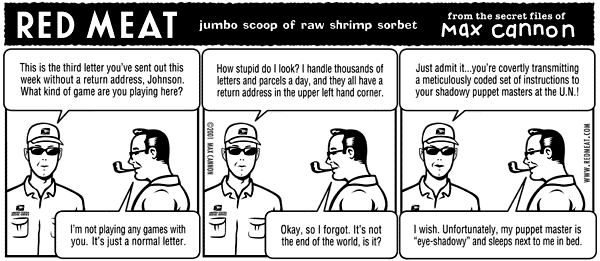 RED MEAT
jumbo scoop of raw shrimp sorbet
from the secret files of
max cannon
This is the third letter you've sent out this
week without a return address, Johnson.
What kind of game are you playing here?
I'm not playing any games with
you. It's just a normal letter.
How stupid do I look? I handle thousands of
letters and parcels a day, and they all have a
return address in the upper left hand corner.
©2001 MAX CANNON
Okay, so I forgot. It's not
the end of the world, is it?
Just admit it...you're covertly transmitting
a meticulously coded set of instructions to
your shadowy puppet masters at the U.N.!
WWW.REDMEAT.COM
I wish. Unfortunately, my puppet master is
“eye-shadowy” and sleeps next to me in bed.